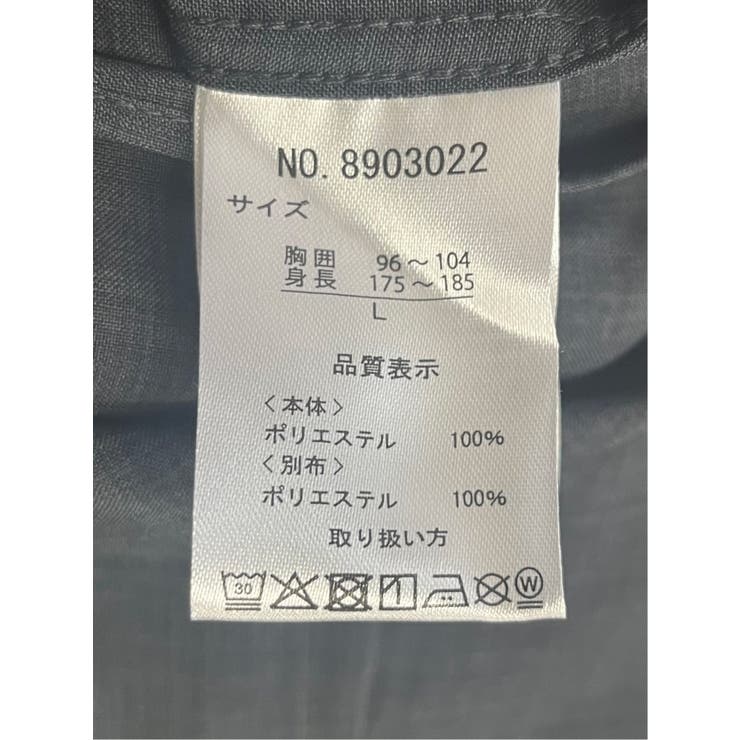 NO. 8903022
サイズ
胸囲 96～104
身長 175～185
L
品質表示
〈本体〉
ポリエステル 100%
〈別布〉
ポリエステル 100%
取り扱い方
30 W